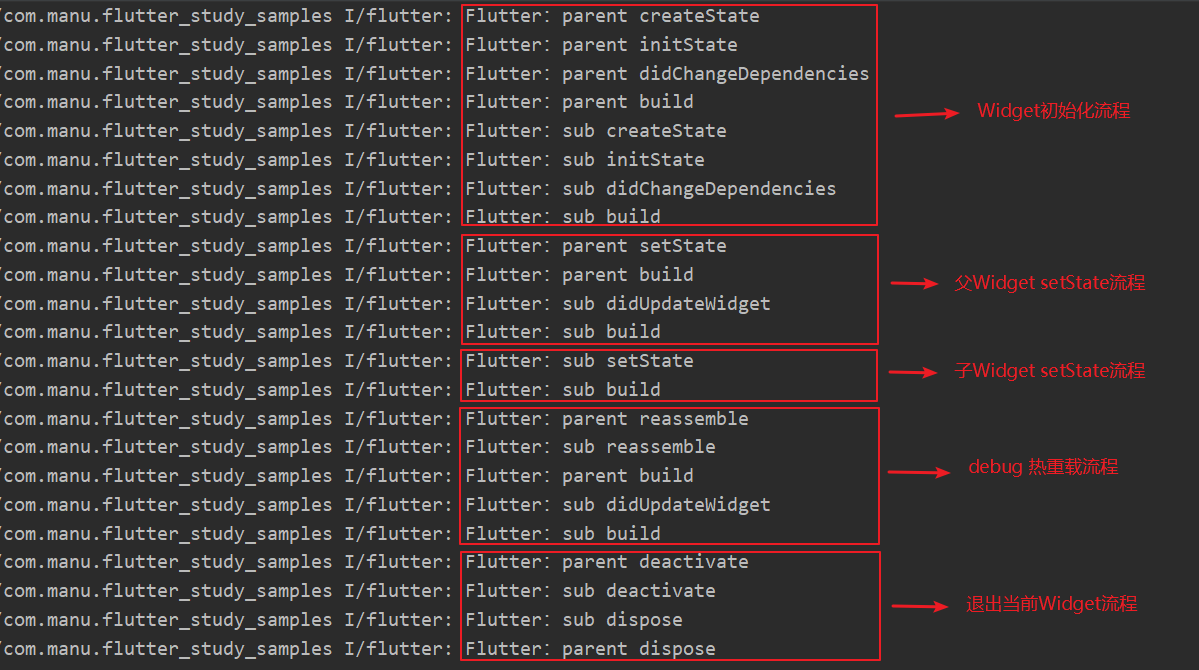 /com.manu.flutter_study_samples I/flutter: Flutter: parent createState
/com.manu.flutter_study_samples I/flutter: Flutter: parent initState
/com.manu.flutter_study_samples I/flutter: Flutter: parent didChangeDependencies
/com.manu.flutter_study_samples I/flutter: Flutter: parent build
Widget初始化流程
/com.manu.flutter_study_samples I/flutter: Flutter: sub createState
/com.manu.flutter_study_samples I/flutter: Flutter: sub initState
/com.manu.flutter_study_samples I/flutter: Flutter: sub didChangeDependencies
/com.manu.flutter_study_samples I/flutter: Flutter: sub build
/com.manu.flutter_study_samples I/flutter: Flutter: parent setState
/com.manu.flutter_study_samples I/flutter: Flutter: parent build
父Widget setState流程
/com.manu.flutter_study_samples I/flutter: Flutter: sub didUpdateWidget
/com.manu.flutter_study_samples I/flutter: Flutter: sub build
/com.manu.flutter_study_samples I/flutter: Flutter: sub setState
子Widget setState流程
/com.manu.flutter_study_samples I/flutter: Flutter: sub build
/com.manu.flutter_study_samples I/flutter: Flutter: parent reassemble
/com.manu.flutter_study_samples I/flutter: Flutter: sub reassemble
debug 热重载流程
/com.manu.flutter_study_samples I/flutter: Flutter: parent build
/com.manu.flutter_study_samples I/flutter: Flutter: sub didUpdateWidget
/com.manu.flutter_study_samples I/flutter: Flutter: sub build
/com.manu.flutter_study_samples I/flutter: Flutter: parent deactivate
/com.manu.flutter_study_samples I/flutter: Flutter: sub deactivate
退出当前Widget流程
/com.manu.flutter_study_samples I/flutter: Flutter: sub dispose
/com.manu.flutter_study_samples I/flutter: Flutter: parent dispose